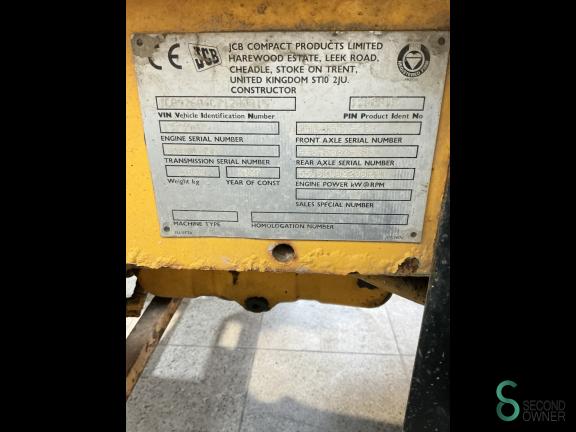 CE JCB JCB COMPACT PRODUCTS LIMITED
HAREWOOD ESTATE, LEEK ROAD,
CHEADLE, STOKE ON TRENT,
UNITED KINGDOM ST10 2JU.
CONSTRUCTOR
VIN Vehicle Identification Number PIN Product Ident No
ENGINE SERIAL NUMBER FRONT AXLE SERIAL NUMBER
TRANSMISSION SERIAL NUMBER REAR AXLE SERIAL NUMBER
Weight kg YEAR OF CONST ENGINE POWER kW@RPM
SALES SPECIAL NUMBER
MACHINE TYPE HOMOLOGATION NUMBER
SECOND
OWNER